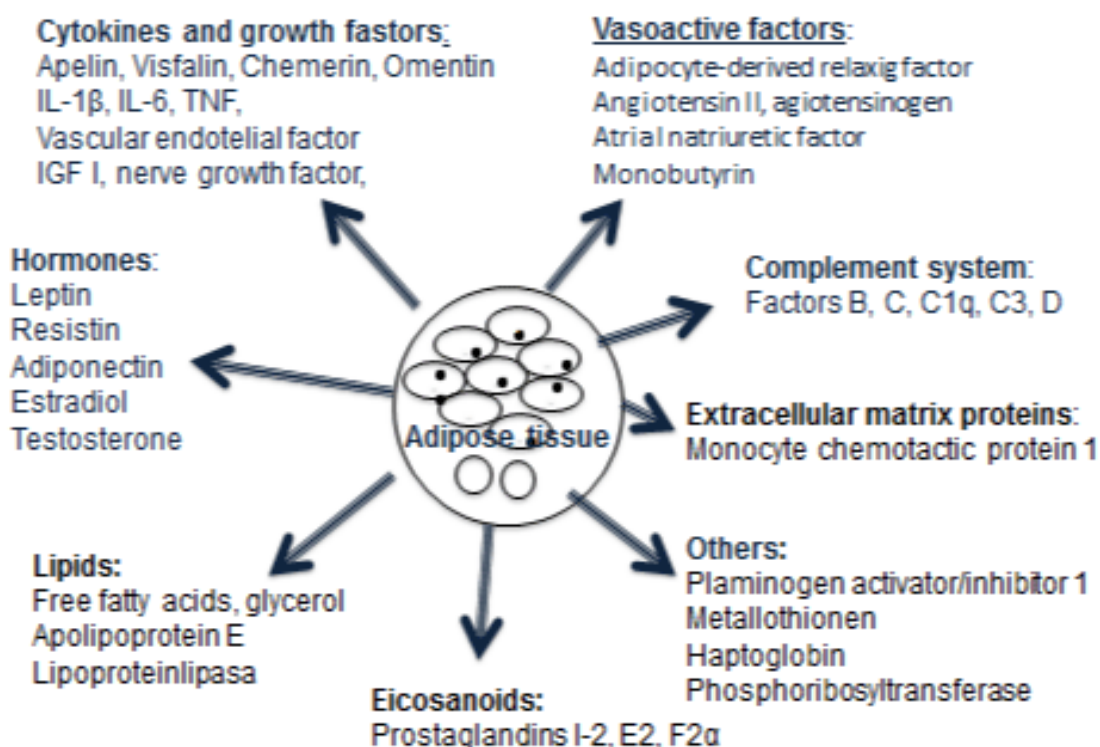 Cytokines and growth fastors:
Apelin, Visfalin, Chemerin, Omentin
IL-1β, IL-6, TNF,
Vascular endotelial factor
IGF I, nerve growth factor,
Vasoactive factors:
Adipocyte-derived relaxig factor
Angiotensin II, agiotensinogen
Atrial natriuretic factor
Monobutyrin
Hormones:
Leptin
Resistin
Adiponectin
Estradiol
Testosterone
Complement system:
Factors B, C, C1q, C3, D
Adipose tissue
Extracellular matrix proteins:
Monocyte chemotactic protein 1
Lipids:
Free fatty acids, glycerol
Apolipoprotein E
Lipoproteinlipasa
Others:
Plaminogen activator/inhibitor 1
Metallothionen
Haptoglobin
Phosphoribosyltransferase
Eicosanoids:
Prostaglandins I-2, E2, F2α